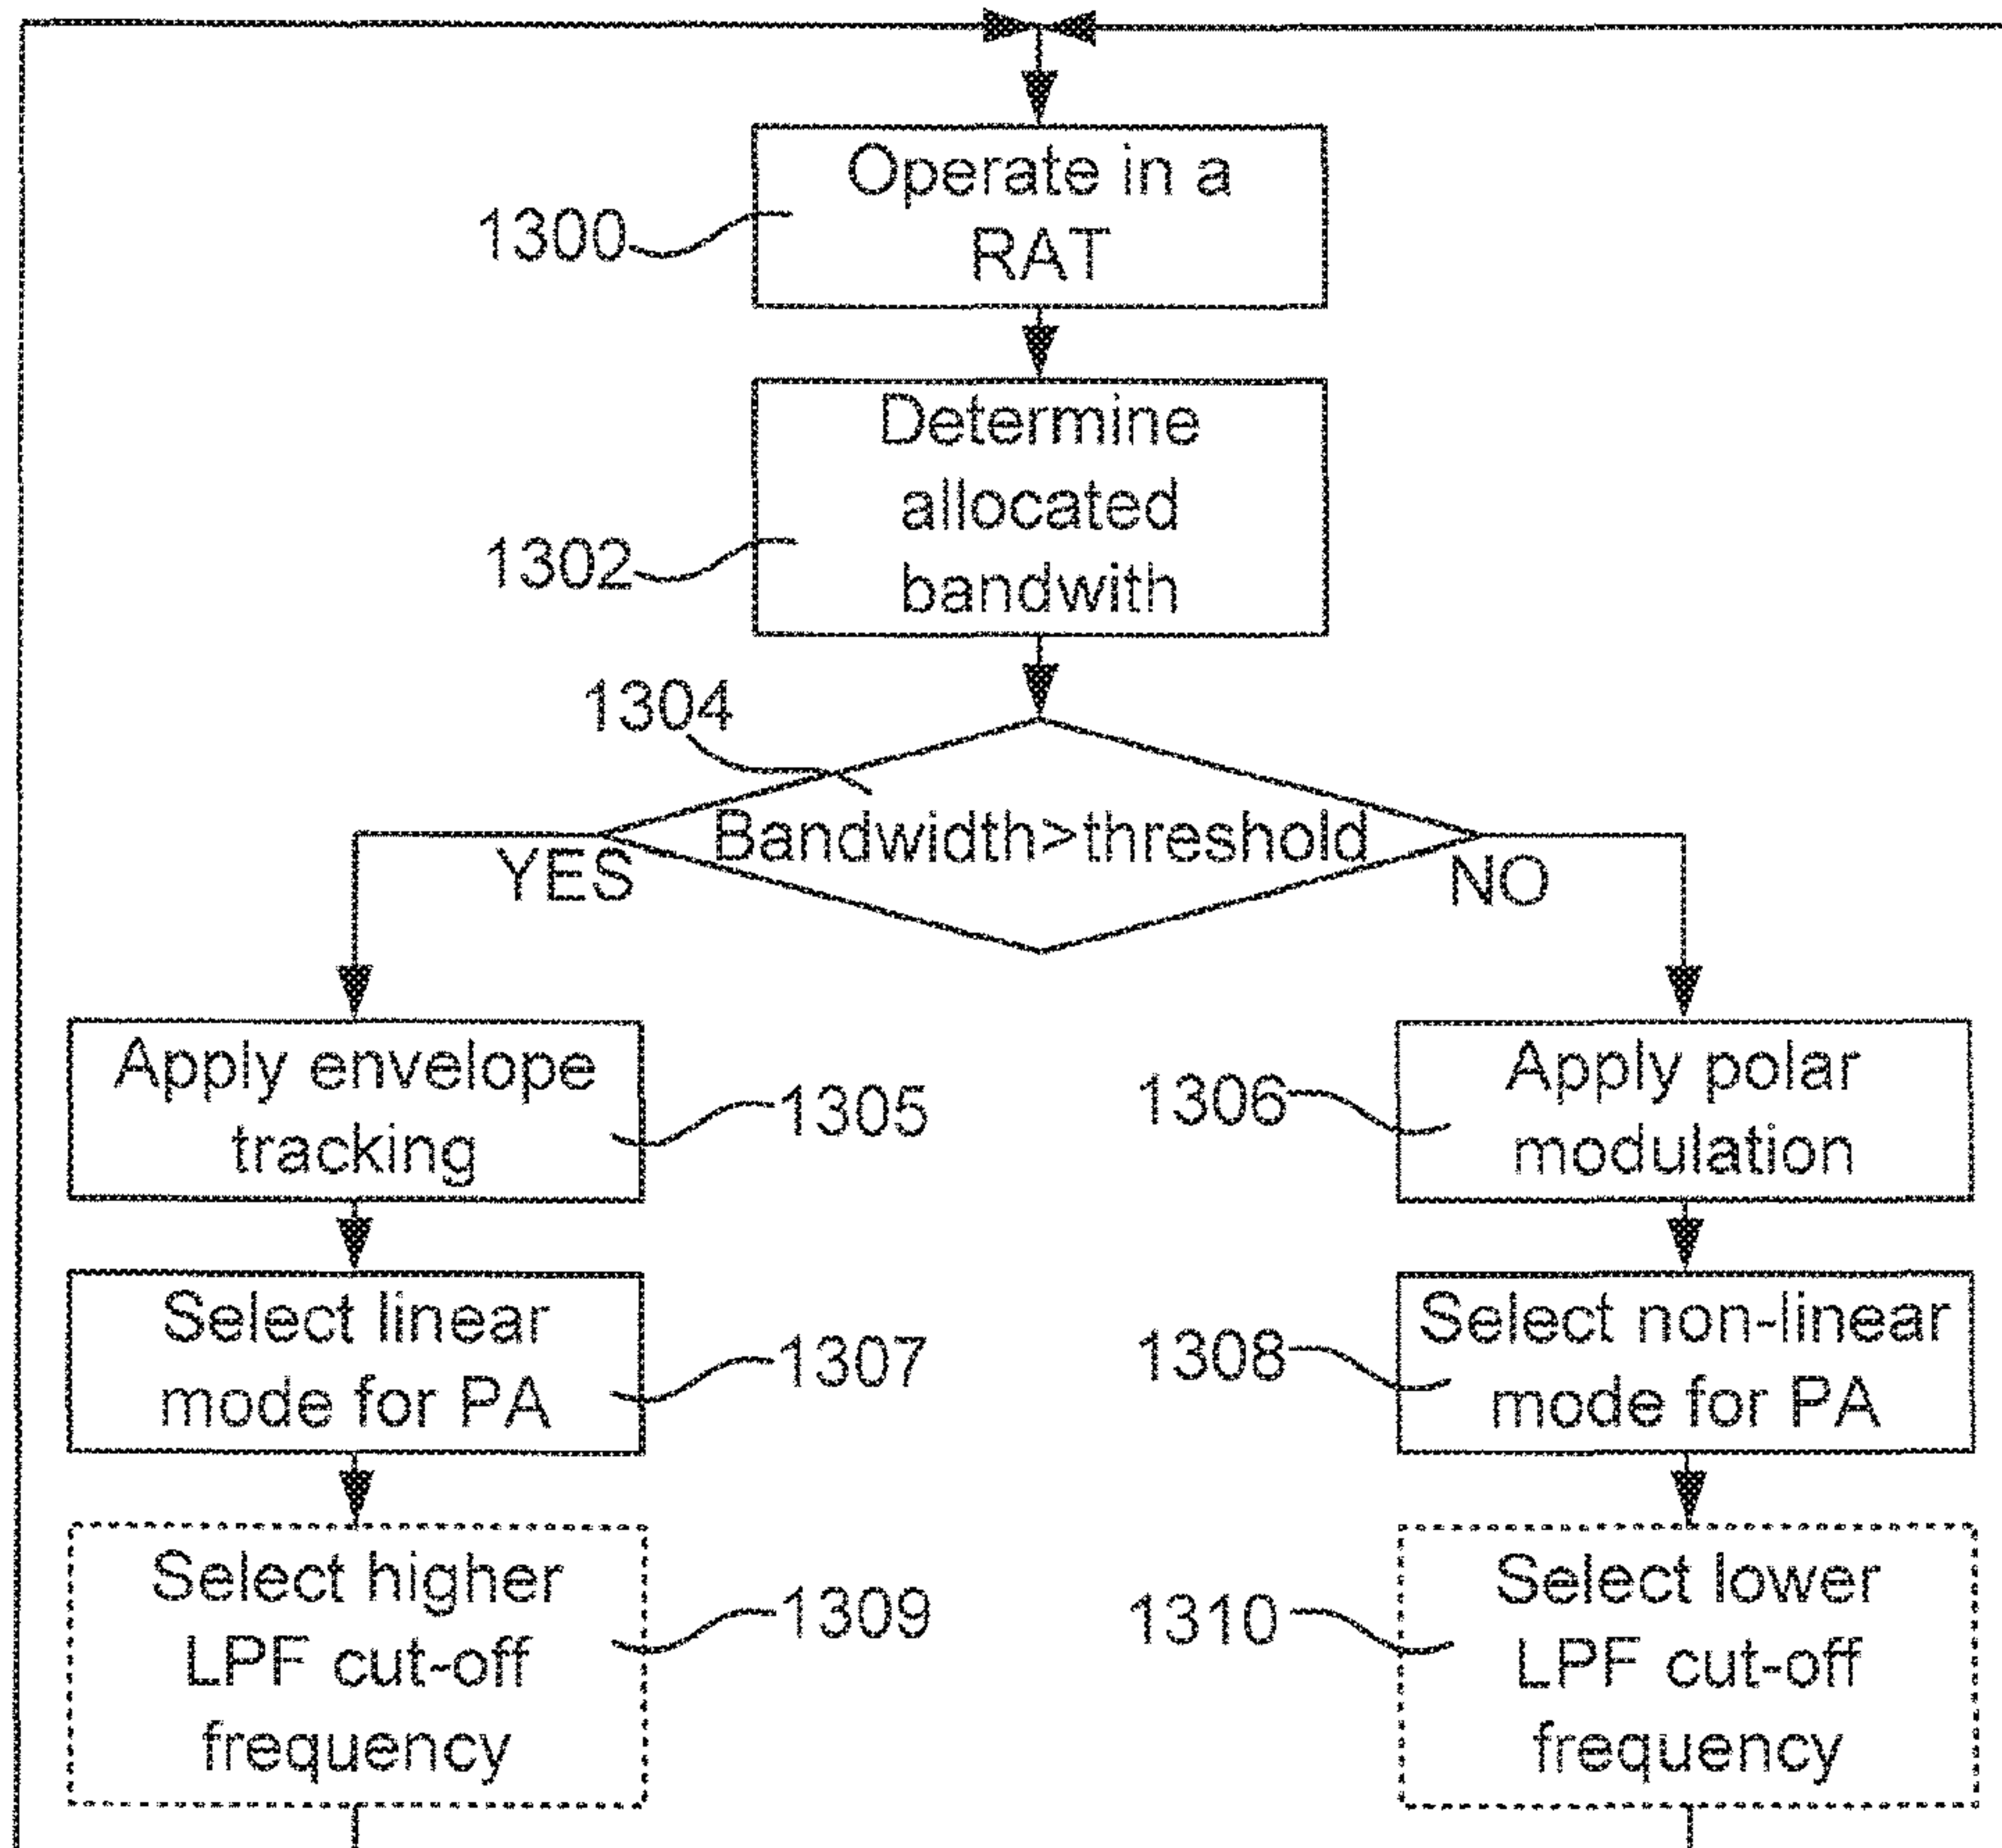 Operate in a
RAT
1300
Determine
allocated
bandwith
1302
1304
Bandwidth>threshold
YES
NO
Apply envelope
tracking
1305
1306
Apply polar
modulation
Select linear
mode for PA
1307
1308
Select non-linear
mode for PA
Select higher
LPF cut-off
frequency
1309
1310
Select lower
LPF cut-off
frequency